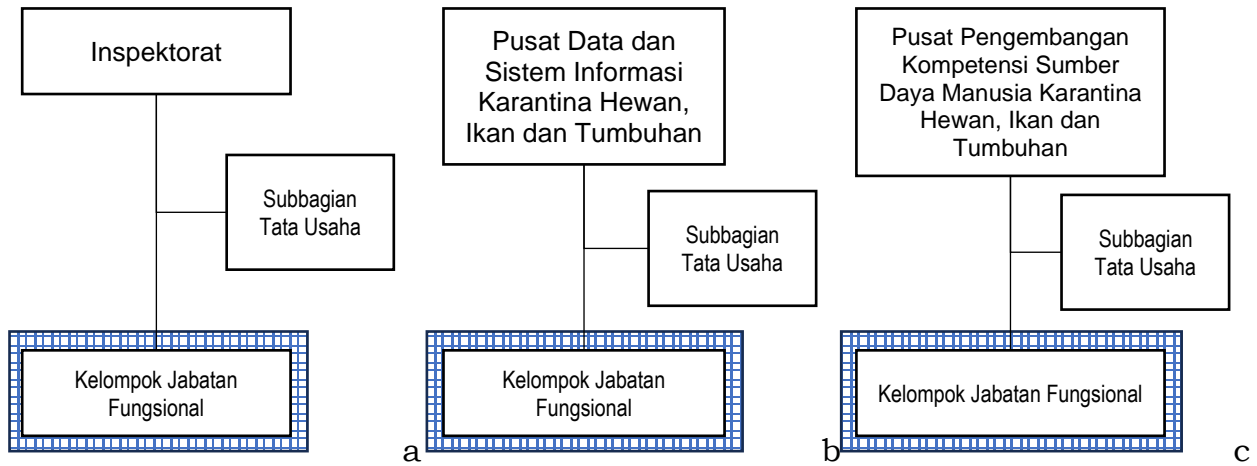 Inspektorat
Subbagian
Tata Usaha
Kelompok Jabatan
Fungsional
a
Pusat Data dan
Sistem Informasi
Karantina Hewan,
Ikan dan Tumbuhan
Subbagian
Tata Usaha
Kelompok Jabatan
Fungsional
b
Pusat Pengembangan
Kompetensi Sumber
Daya Manusia Karantina
Hewan, Ikan dan
Tumbuhan
Subbagian
Tata Usaha
Kelompok Jabatan Fungsional
c